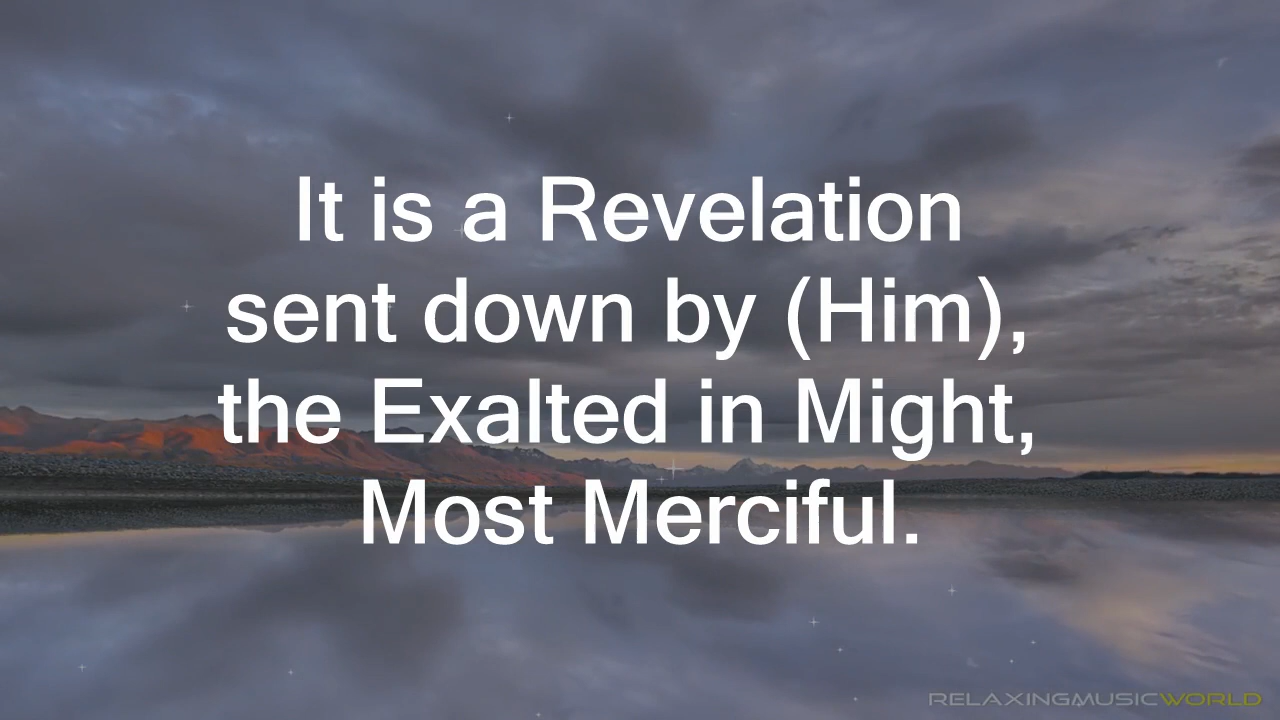 It is a Revelation
sent down by (Him),
the Exalted in Might,
Most Merciful.
RELAXINGMUSICWORLD